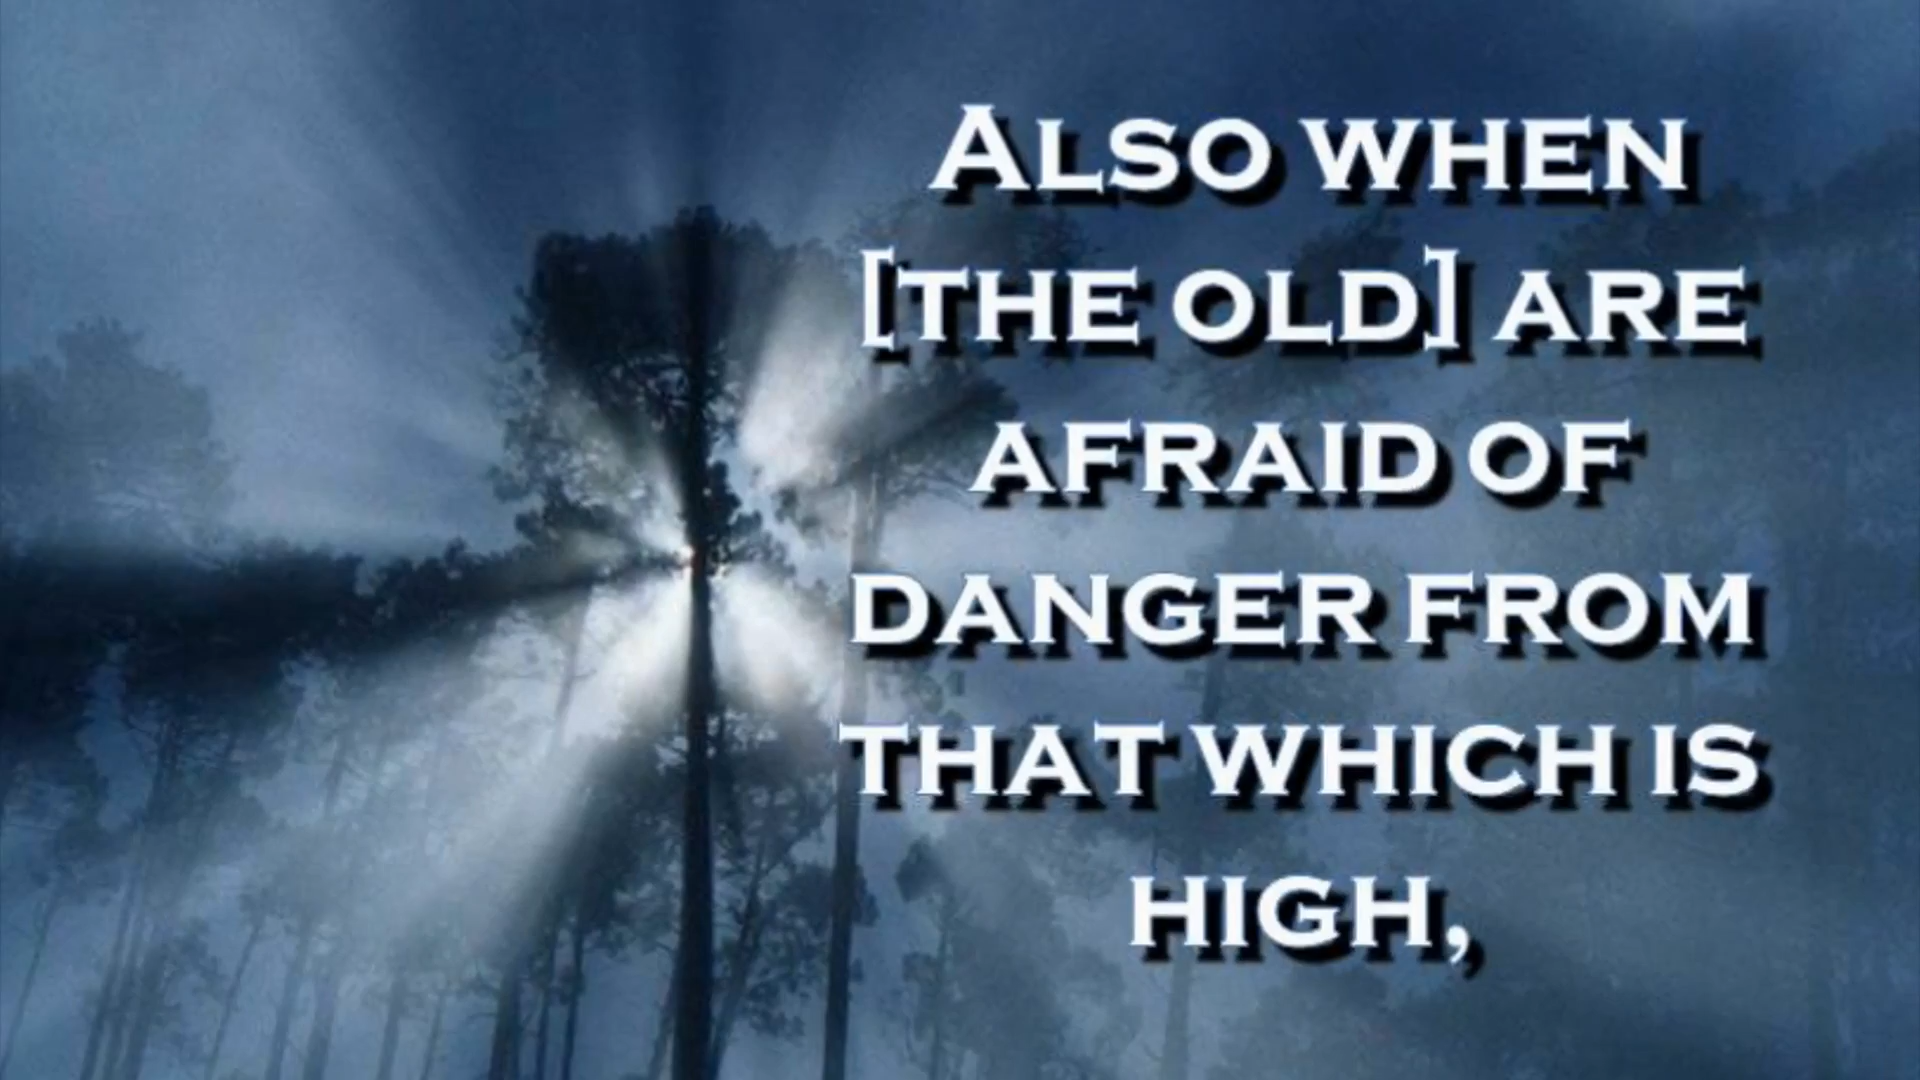 Also when
[the old] are
afraid of
danger from
that which is
high,